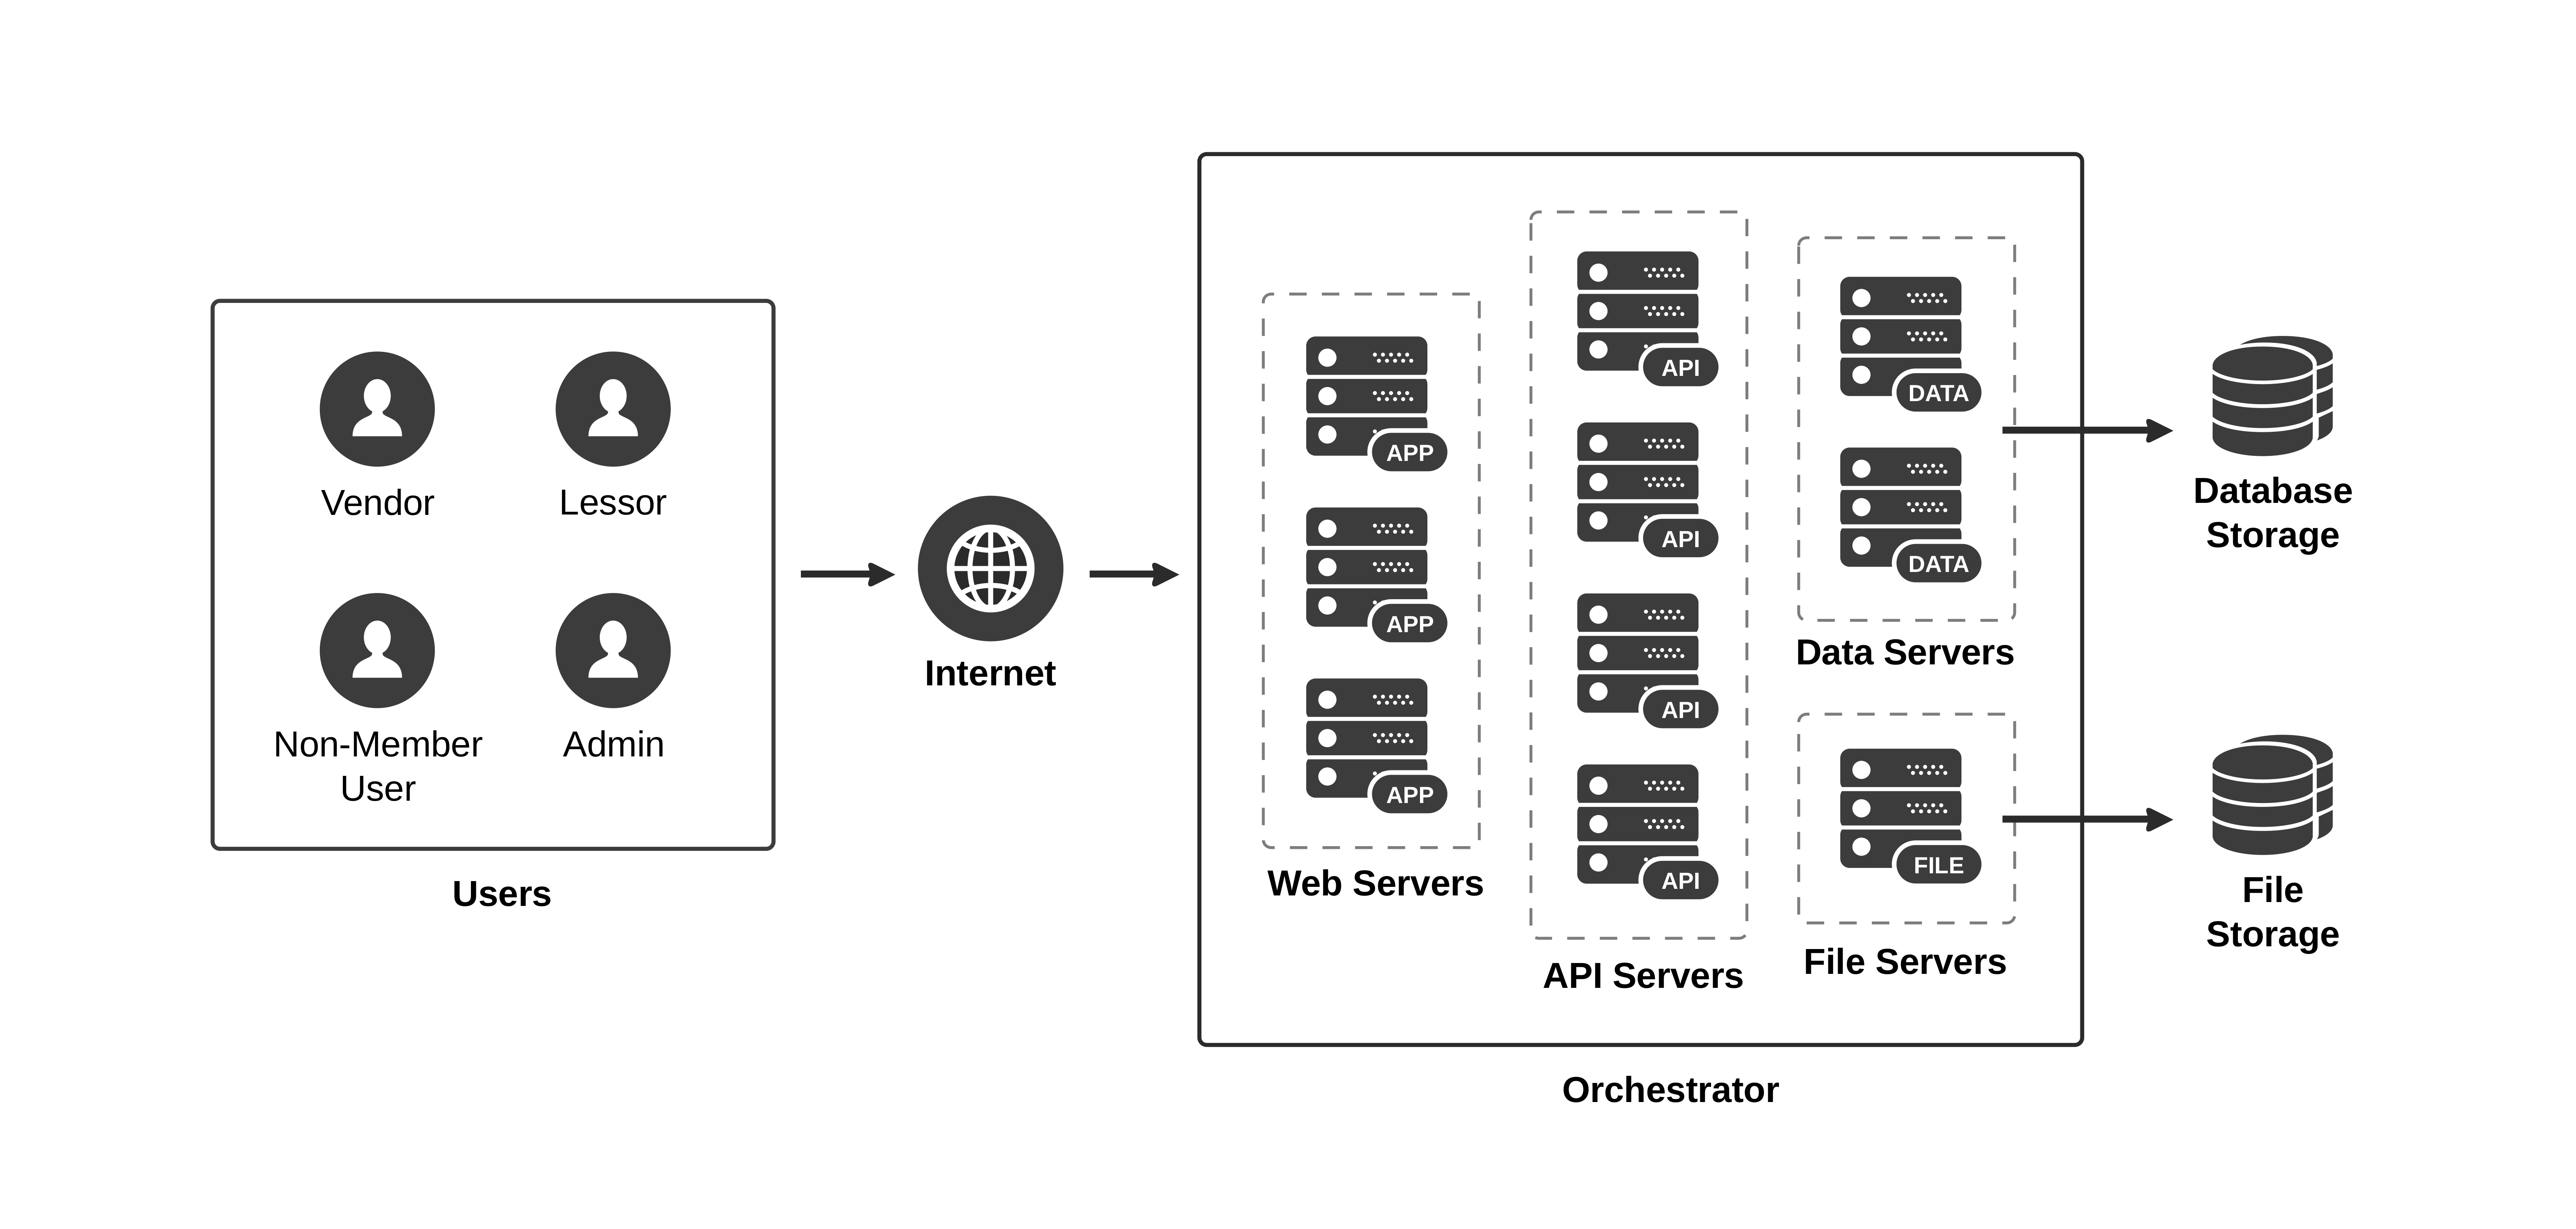 Vendor
Lessor
Non-Member
User
Admin
Users
Internet
APP
APP
APP
Web Servers
API
API
API
API
API Servers
DATA
DATA
Data Servers
FILE
File Servers
Orchestrator
Database
Storage
File
Storage